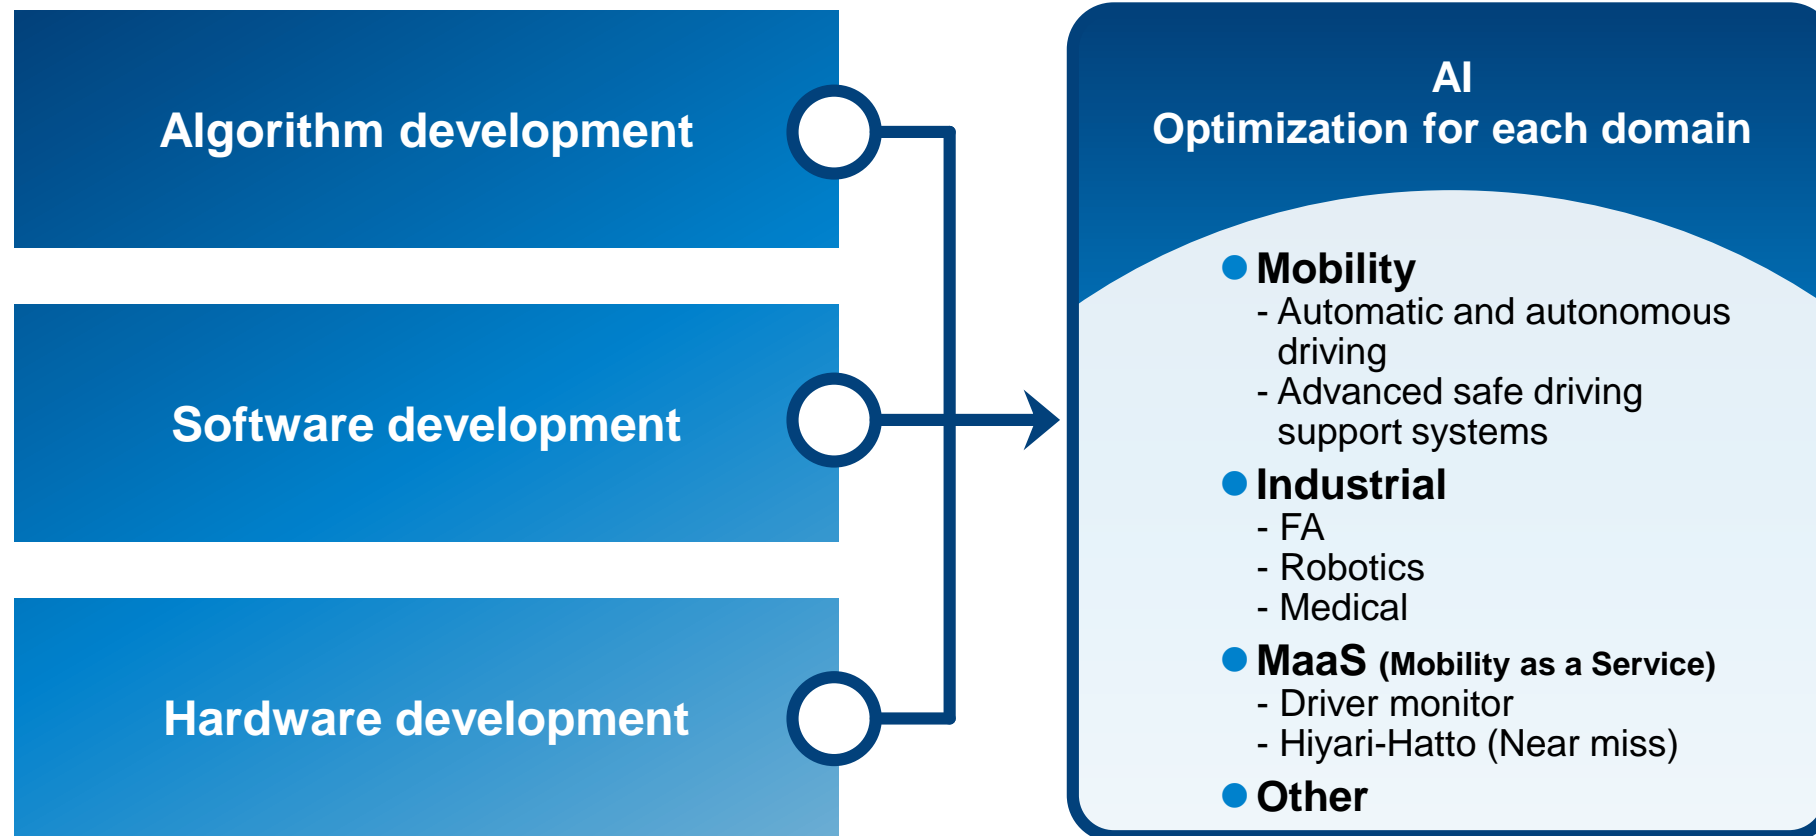 Algorithm development
Software development
Hardware development
AI
Optimization for each domain
Mobility
- Automatic and autonomous
driving
- Advanced safe driving
support systems
Industrial
- FA
- Robotics
- Medical
MaaS (Mobility as a Service)
- Driver monitor
- Hiyari-Hatto (Near miss)
Other